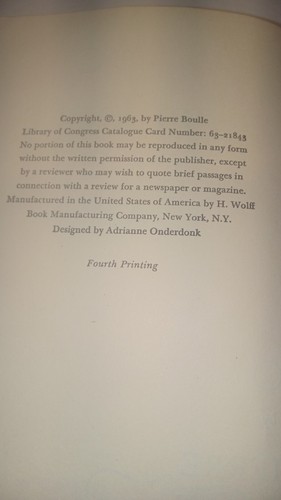 Copyright, ©, 1963, by Pierre Boulle
Library of Congress Catalogue Card Number: 63-21843
No portion of this book may be reproduced in any form
without the written permission of the publisher, except
by a reviewer who may wish to quote brief passages in
connection with a review for a newspaper or magazine.
Manufactured in the United States of America by H. Wolff
Book Manufacturing Company, New York, N.Y.
Designed by Adrianne Onderdonk
Fourth Printing